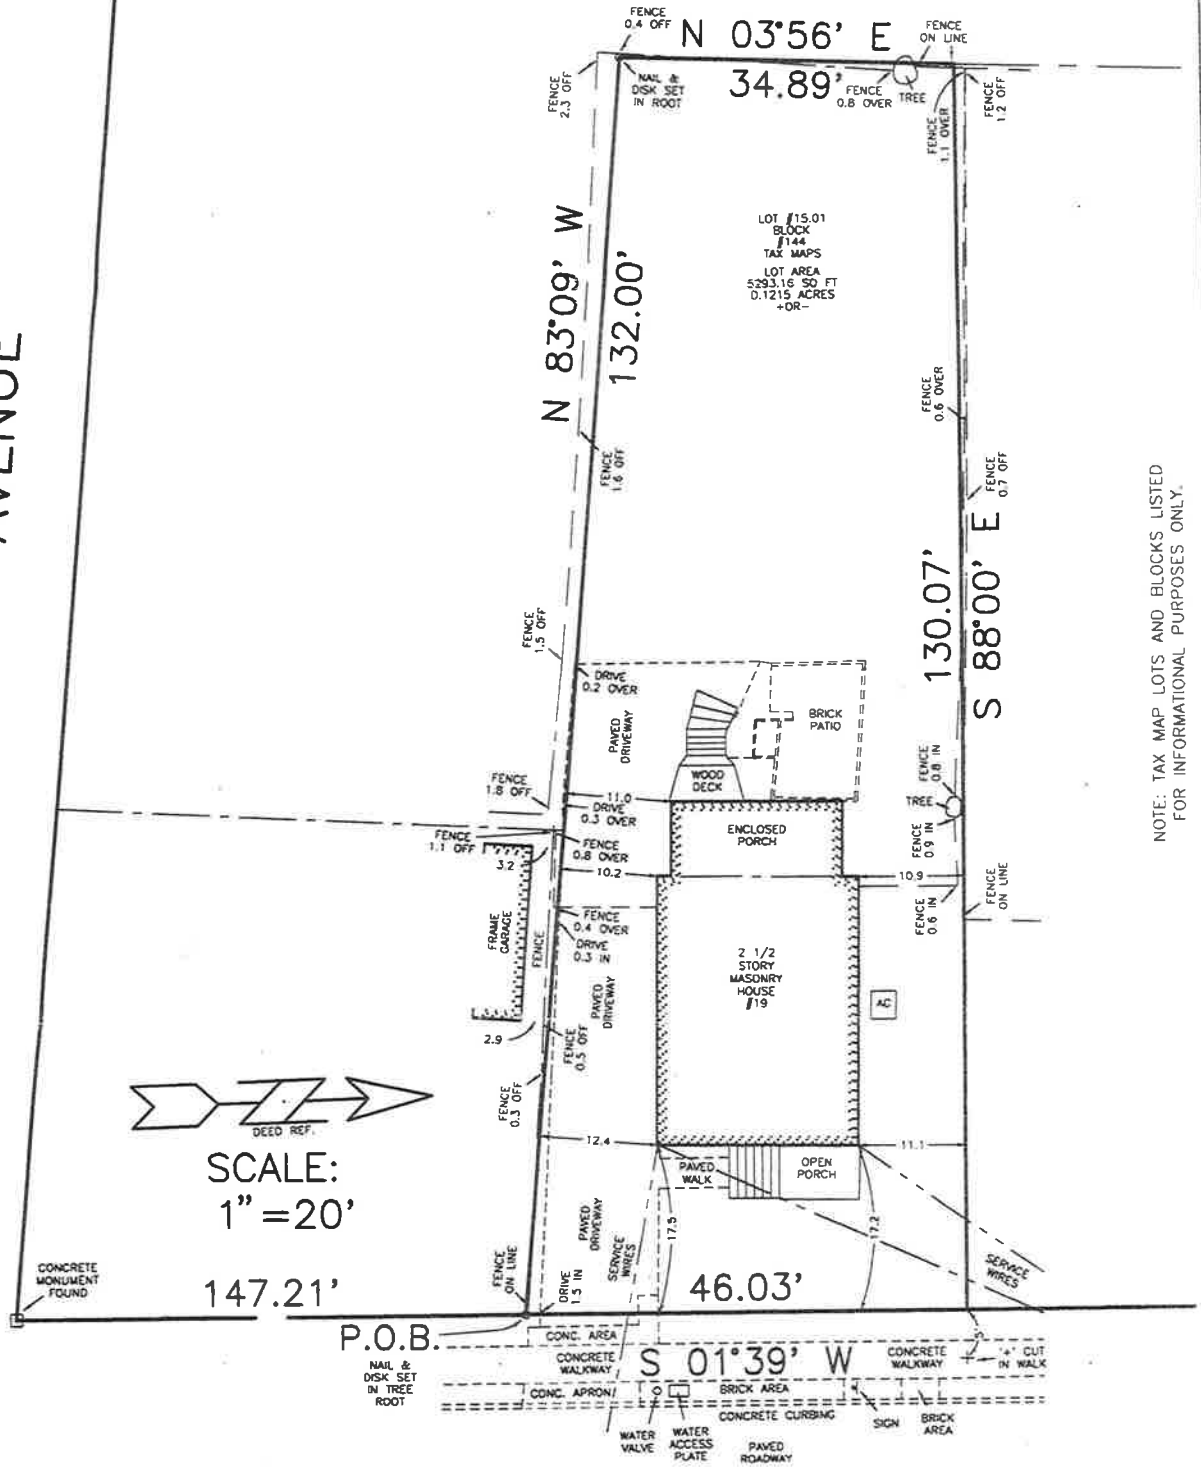 FENCE
0.4 OFF
N 03°56' E
FENCE
ON LINE
34.89'
NAIL &
DISK SET
IN ROOT
FENCE
2.3 OFF
FENCE
0.8 OVER
TREE
FENCE
1.1 OVER
FENCE
1.2 OFF
LOT #15.01
BLOCK
#144
TAX MAPS
LOT AREA
5293.16 SQ FT
0.1215 ACRES
+OR-
N 83°09' W
132.00'
AVENUE
FENCE
0.6 OVER
FENCE
1.6 OFF
FENCE
0.7 OFF
NOTE: TAX MAP LOTS AND BLOCKS LISTED
FOR INFORMATIONAL PURPOSES ONLY.
130.07'
S 88°00' E
FENCE
1.5 OFF
DRIVE
0.2 OVER
PAVED
DRIVEWAY
BRICK
PATIO
WOOD
DECK
FENCE
1.8 OFF
11.0
DRIVE
0.3 OVER
FENCE
0.8 IN
TREE
ENCLOSED
PORCH
FENCE
1.1 OFF
FENCE
0.8 OVER
FENCE
0.9 IN
3.2
10.2
10.9
FENCE
0.6 IN
FENCE
ON LINE
FRAME
GARAGE
FENCE
FENCE
0.4 OVER
DRIVE
0.3 IN
2 1/2
STORY
MASONRY
HOUSE
#19
AC
PAVED
DRIVEWAY
2.9
FENCE
0.5 OFF
FENCE
0.3 OFF
DEED REF.
SCALE:
1"=20'
12.4
11.1
PAVED
WALK
OPEN
PORCH
PAVED
DRIVEWAY
SERVICE
WIRES
17.5
17.2
SERVICE
WIRES
CONCRETE
MONUMENT
FOUND
147.21'
FENCE
ON LINE
DRIVE
1.5 IN
46.03'
P.O.B.
NAIL &
DISK SET
IN TREE
ROOT
CONC. AREA
CONCRETE
WALKWAY
S 01°39' W
CONCRETE
WALKWAY
5'
'+' CUT
IN WALK
CONC. APRON
BRICK AREA
CONCRETE CURBING
SIGN
BRICK
AREA
WATER
VALVE
WATER
ACCESS
PLATE
PAVED
ROADWAY